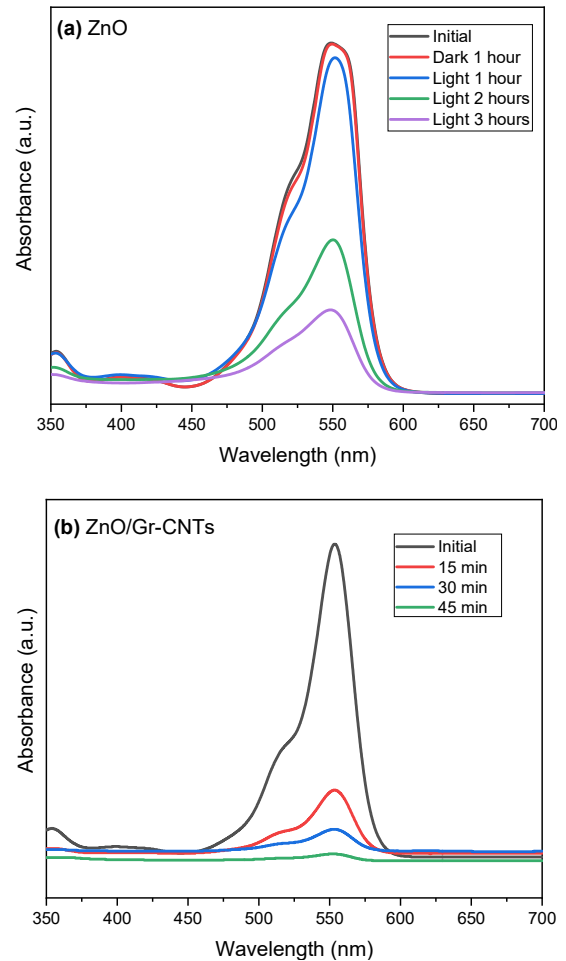 (a) ZnO
Initial
Dark 1 hour
Light 1 hour
Light 2 hours
Light 3 hours
Absorbance (a.u.)
350 400 450 500 550 600 650 700
Wavelength (nm)
(b) ZnO/Gr-CNTs
Initial
15 min
30 min
45 min
Absorbance (a.u.)
350 400 450 500 550 600 650 700
Wavelength (nm)